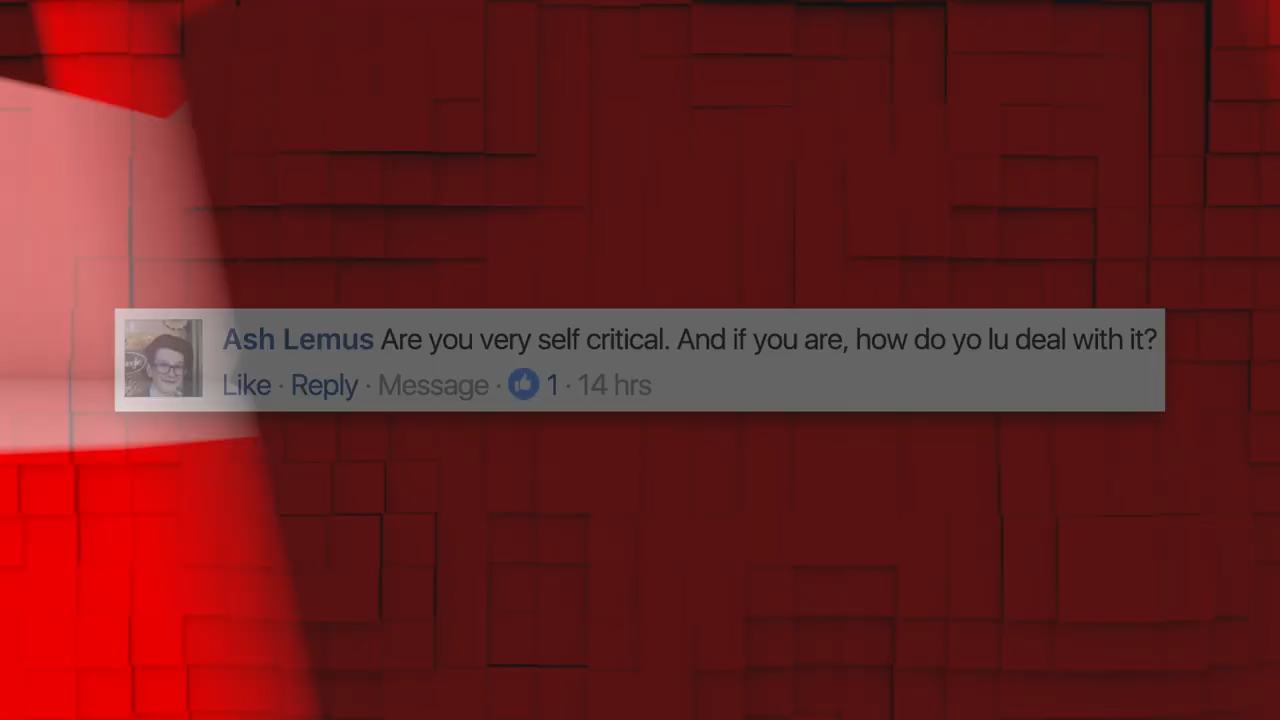 Ash Lemus Are you very self critical. And if you are, how do yo lu deal with it?
Like · Reply · Message · 1 · 14 hrs